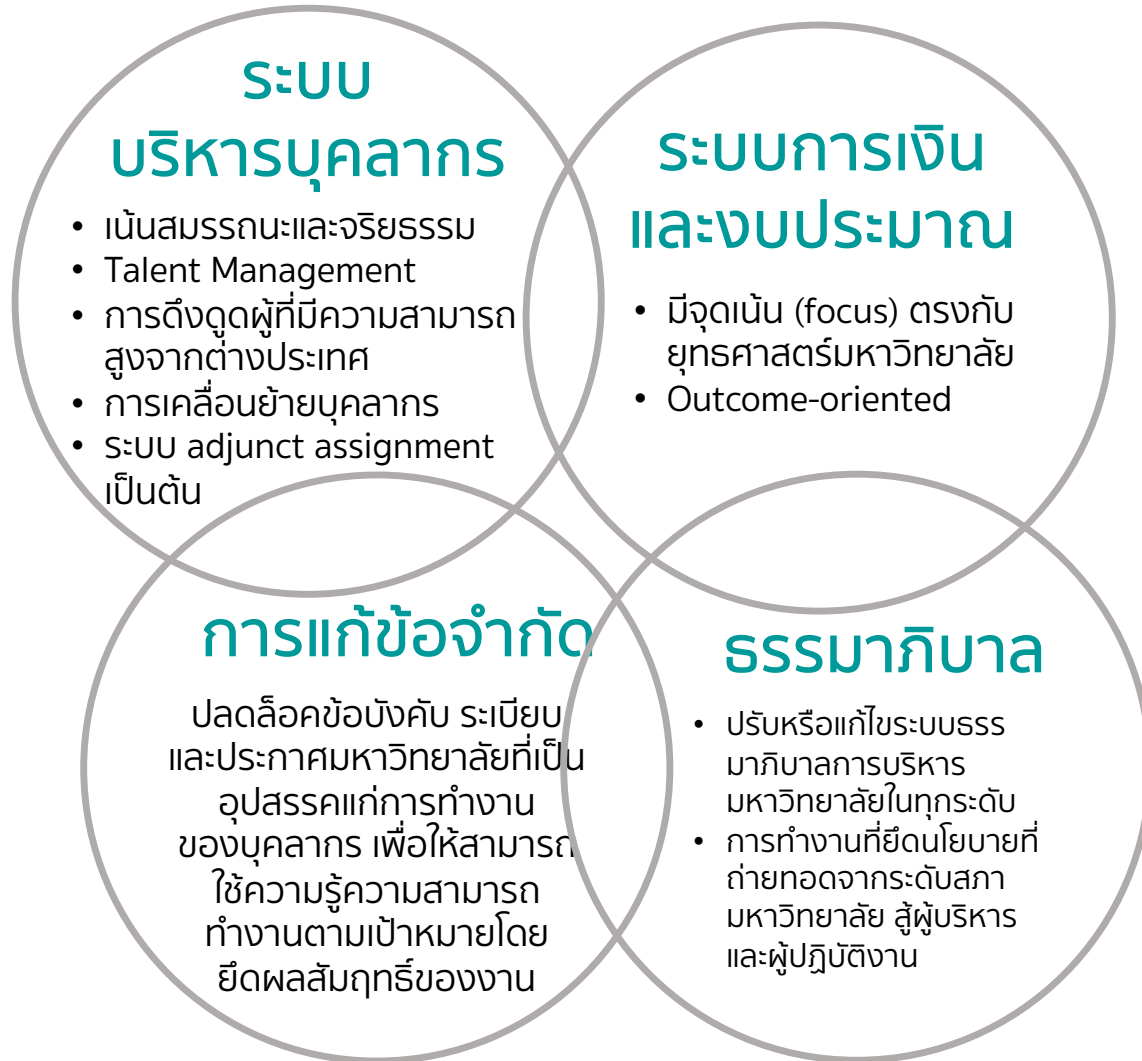 ระบบ
บริหารบุคลากร
• เน้นสมรรถนะและจริยธรรม
• Talent Management
• การดึงดูดผู้ที่มีความสามารถ
สูงจากต่างประเทศ
• การเคลื่อนย้ายบุคลากร
• ระบบ adjunct assignment
เป็นต้น
ระบบการเงิน
และงบประมาณ
• มีจุดเน้น (focus) ตรงกับ
ยุทธศาสตร์มหาวิทยาลัย
• Outcome-oriented
การแก้ข้อจำกัด
ปลดล็อคข้อบังคับ ระเบียบ
และประกาศมหาวิทยาลัยที่เป็น
อุปสรรคแก่การทำงาน
ของบุคลากร เพื่อให้สามารถ
ใช้ความรู้ความสามารถ
ทำงานตามเป้าหมายโดย
ยึดผลสัมฤทธิ์ของงาน
ธรรมาภิบาล
• ปรับหรือแก้ไขระบบธรร
มาภิบาลการบริหาร
มหาวิทยาลัยในทุกระดับ
• การทำงานที่ยึดนโยบายที่
ถ่ายทอดจากระดับสภา
มหาวิทยาลัย สู้ผู้บริหาร
และผู้ปฏิบัติงาน